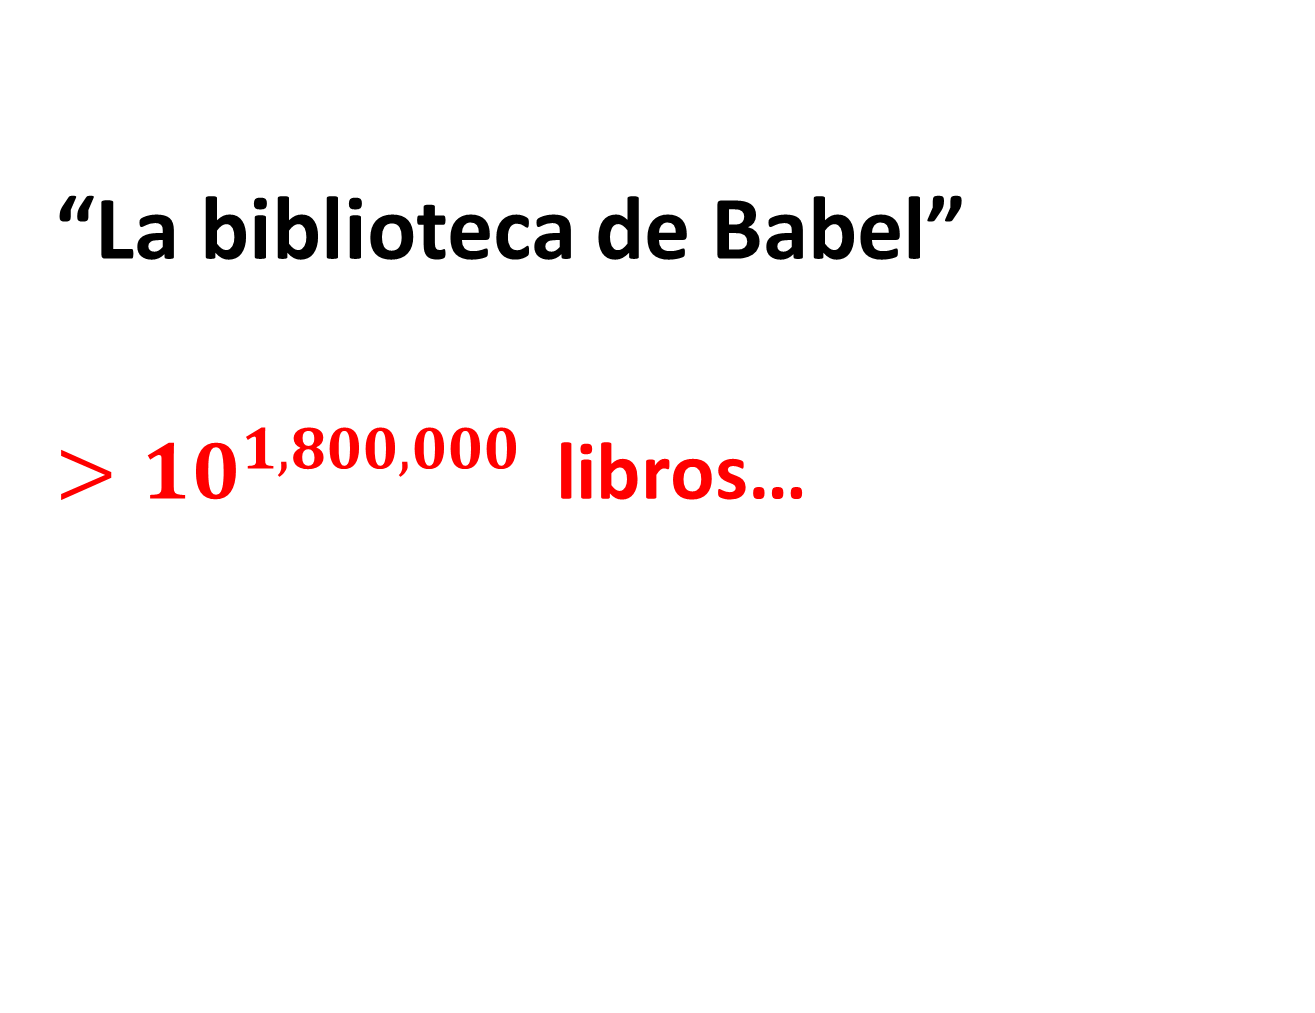 “La biblioteca de Babel”
> 10^1,800,000 libros...